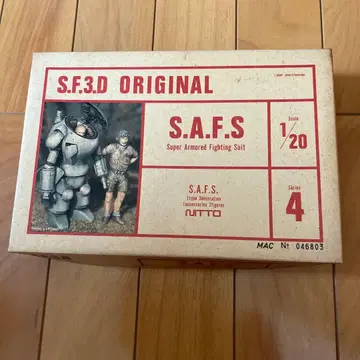 S.F.3.D ORIGINAL
S.A.F.S
Super Armored Fighting Suit
Scale
1/20
S.A.F.S.
NITTO
Series
4
MAC № 046803